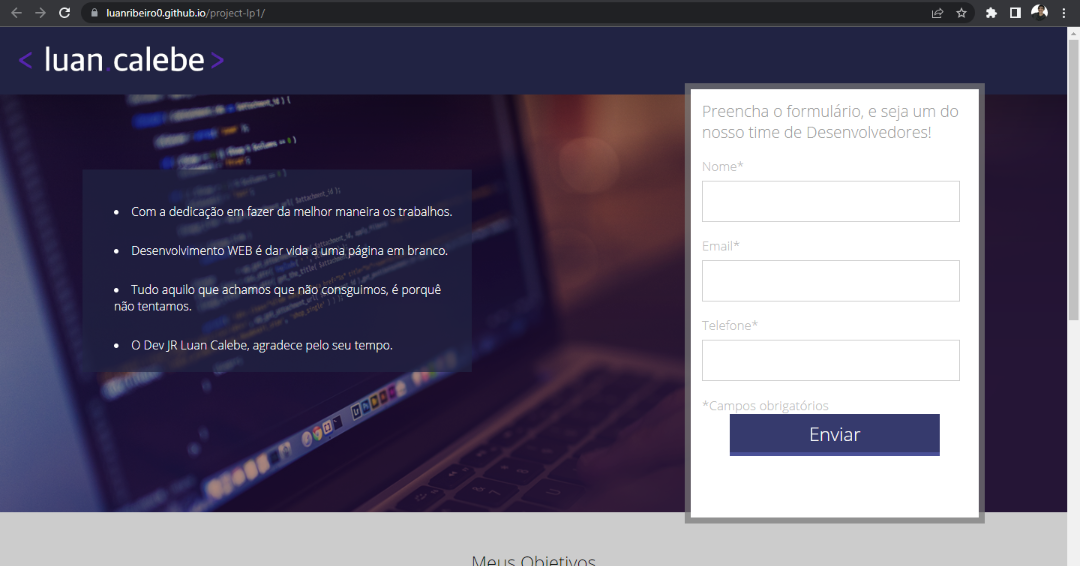 luanribeiro0.github.io/project-lp1/
< luan.calebe >
Preencha o formulário, e seja um do
nosso time de Desenvolvedores!
Nome*
Email*
Telefone*
*Campos obrigatórios
Enviar
Com a dedicação em fazer da melhor maneira os trabalhos.
Desenvolvimento WEB é dar vida a uma página em branco.
Tudo aquilo que achamos que não consguimos, é porquê
não tentamos.
O Dev JR Luan Calebe, agradece pelo seu tempo.
Meus Objetivos